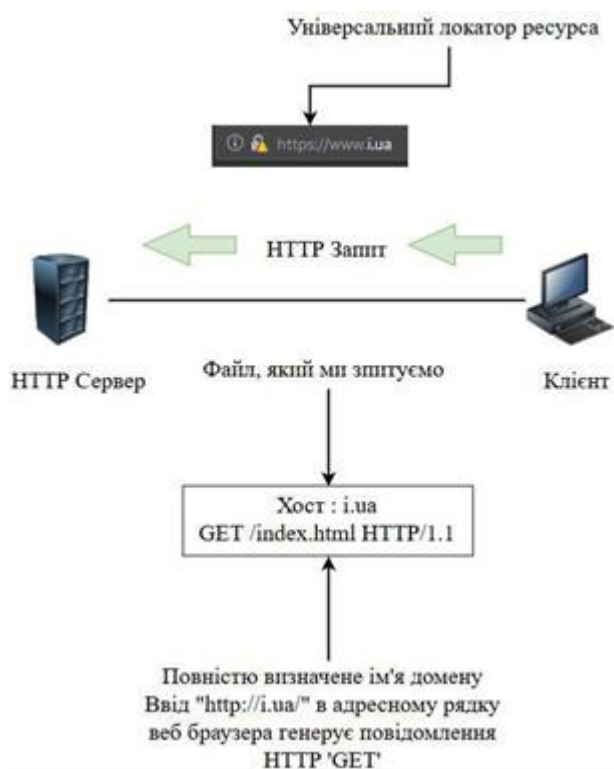 Універсальний локатор ресурса
https://www.i.ua
HTTP Запит
HTTP Сервер
Клієнт
Файл, який ми зпитуємо
Хост : i.ua
GET /index.html HTTP/1.1
Повністю визначене ім'я домену
Ввід "http://i.ua/" в адресному рядку
веб браузера генерує повідомлення
HTTP 'GET'